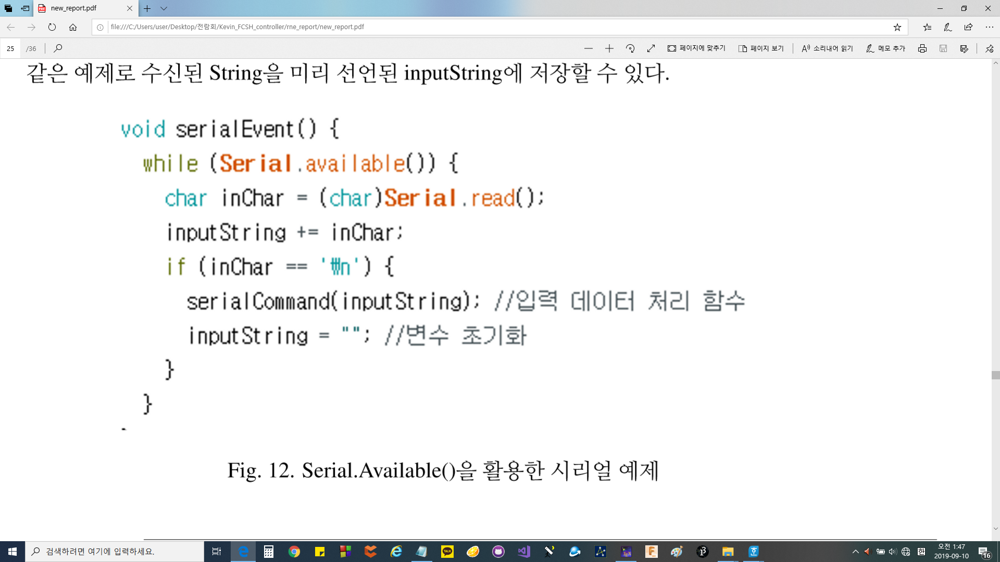 new_report.pdf
file:///C:/Users/user/Desktop/전람회/Kevin_FCSH_controller/rne_report/new_report.pdf
25 /36 페이지에 맞추기 페이지 보기 소리내어 읽기 메모 추가
같은 예제로 수신된 String을 미리 선언된 inputString에 저장할 수 있다.
void serialEvent() {
while (Serial.available()) {
char inChar = (char)Serial.read();
inputString += inChar;
if (inChar == '₩n') {
serialCommand(inputString); //입력 데이터 처리 함수
inputString = ""; //변수 초기화
}
}
Fig. 12. Serial.Available()을 활용한 시리얼 예제
검색하려면 여기에 입력하세요.
오전 1:47
2019-09-10
16